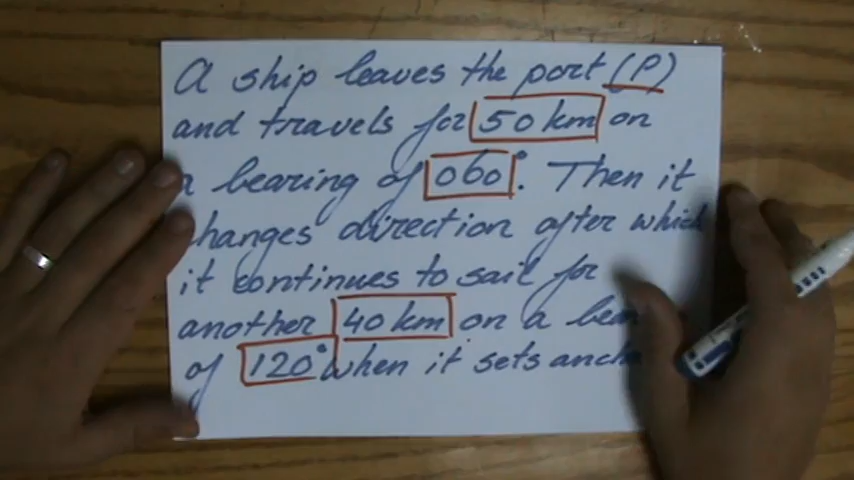 A ship leaves the port (P)
and travels for 50 km on
a bearing of 060°. Then it
changes direction after which
it continues to sail for
another 40 km on a
of 120° when it sets